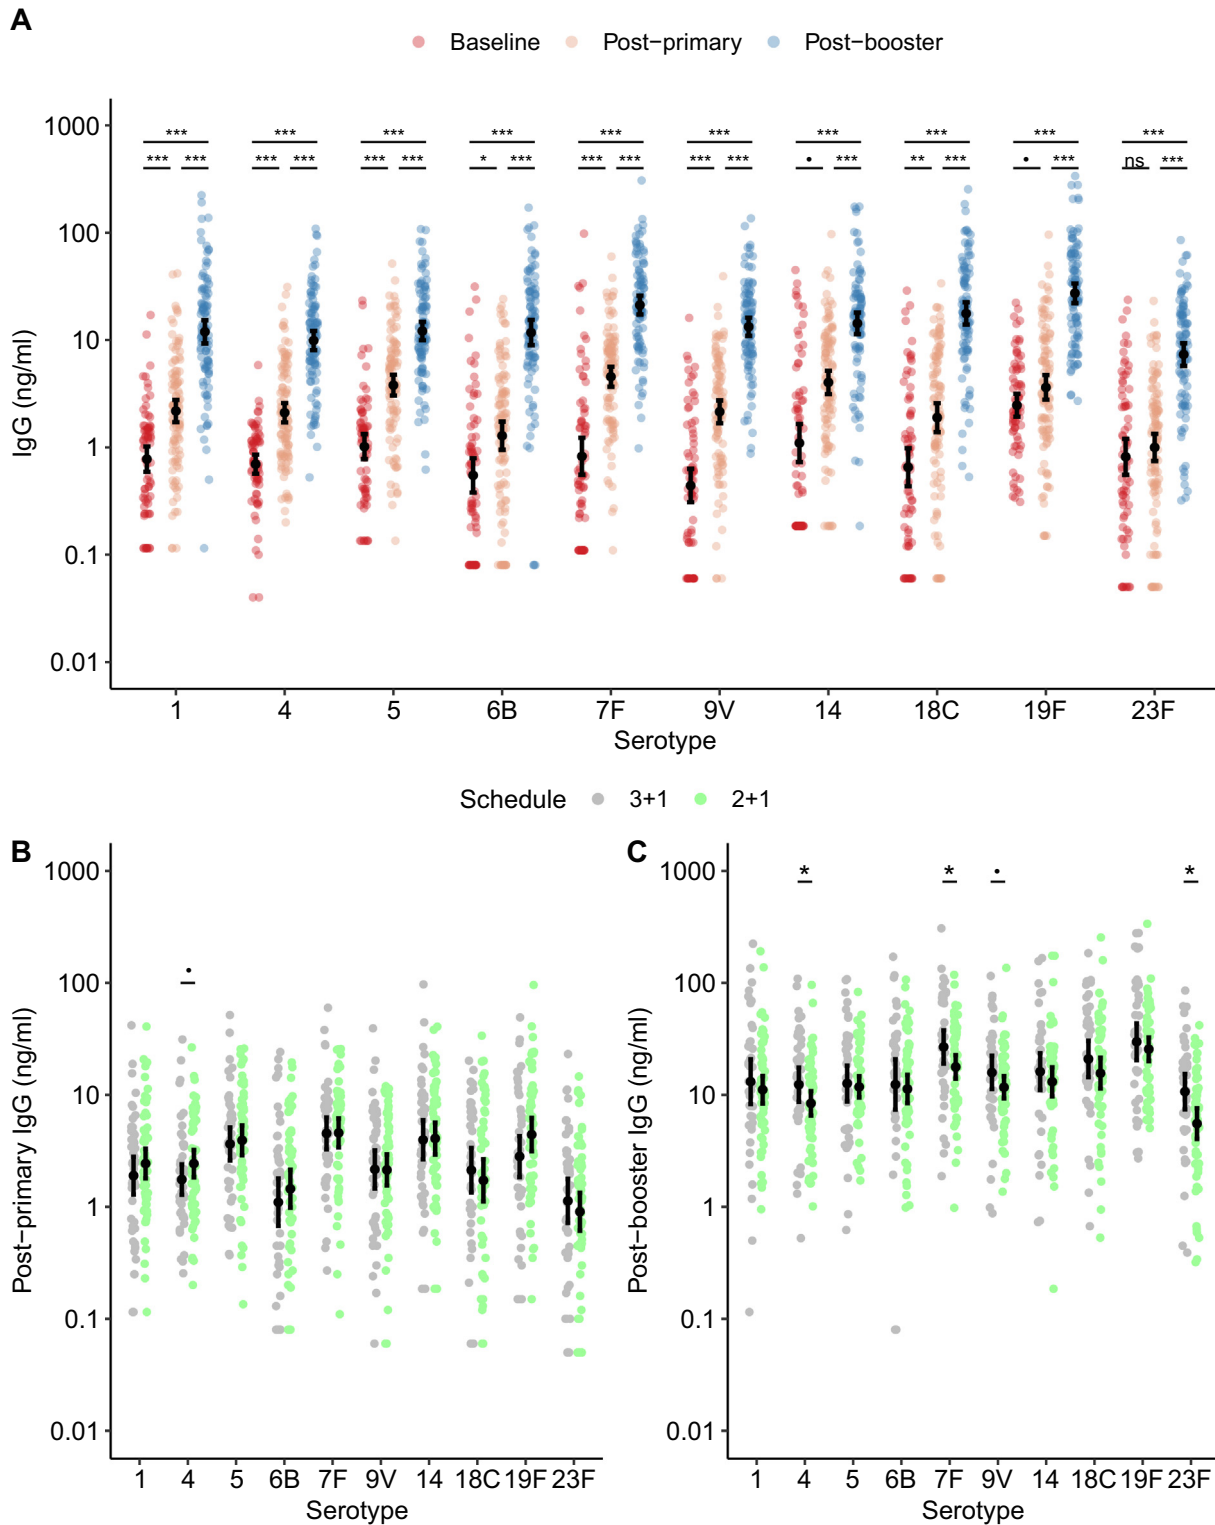 A
Baseline Post−primary Post−booster
1000
*** *** *** *** *** *** *** *** *** ***
*** *** *** *** *** *** * *** *** *** *** *** • *** ** *** • *** ns ***
100
10
1
0.1
0.01
IgG (ng/ml)
1 4 5 6B 7F 9V 14 18C 19F 23F
Serotype
Schedule 3+1 2+1
B
1000
•
100
10
1
0.1
0.01
Post−primary IgG (ng/ml)
1 4 5 6B 7F 9V 14 18C 19F 23F
Serotype
C
1000
* * • *
100
10
1
0.1
0.01
Post−booster IgG (ng/ml)
1 4 5 6B 7F 9V 14 18C 19F 23F
Serotype